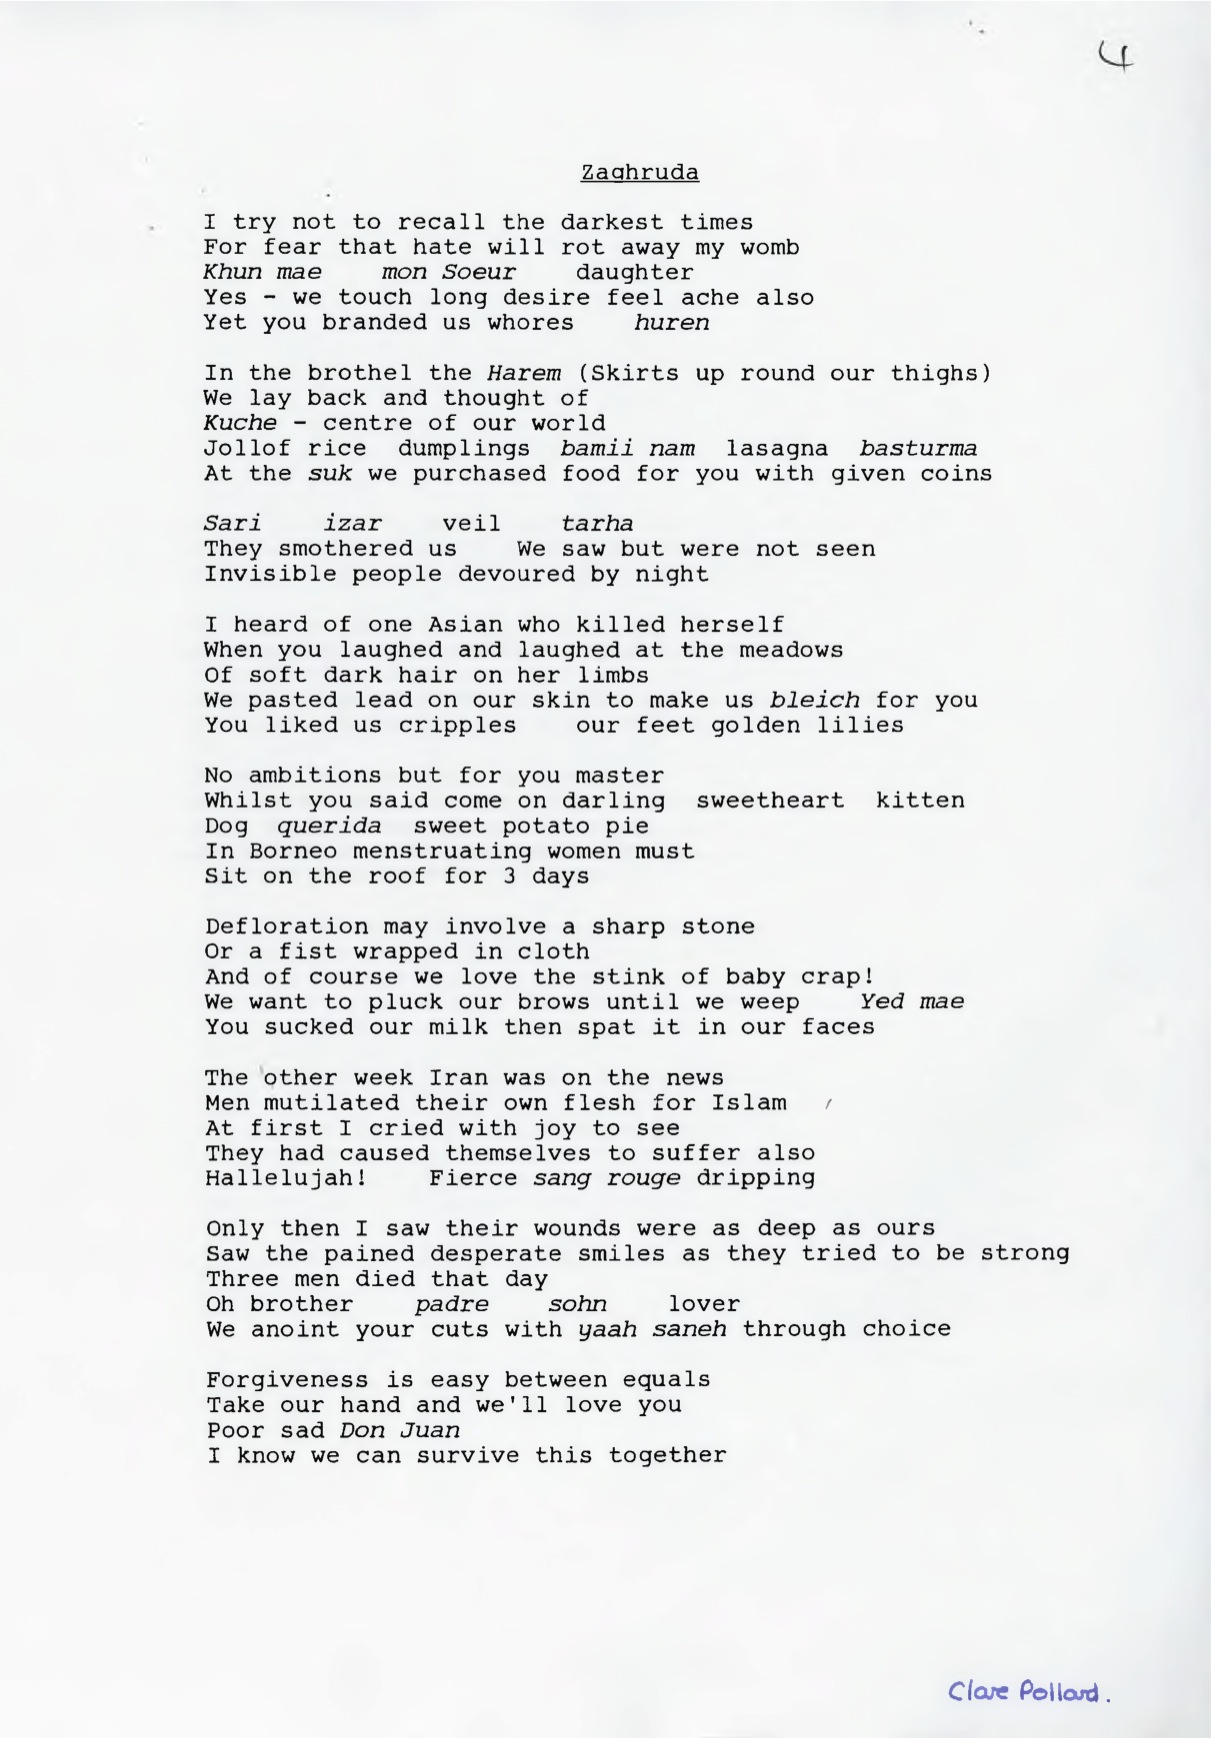 4
Zaghruda
I try not to recall the darkest times
For fear that hate will rot away my womb
Khun mae    mon Soeur    daughter
Yes - we touch long desire feel ache also
Yet you branded us whores    huren
In the brothel the Harem (Skirts up round our thighs)
We lay back and thought of
Kuche - centre of our world
Jollof rice  dumplings  bamii nam  lasagna  basturma
At the suk we purchased food for you with given coins
Sari    izar    veil    tarha
They smothered us    We saw but were not seen
Invisible people devoured by night
I heard of one Asian who killed herself
When you laughed and laughed at the meadows
Of soft dark hair on her limbs
We pasted lead on our skin to make us bleich for you
You liked us cripples    our feet golden lilies
No ambitions but for you master
Whilst you said come on darling  sweetheart  kitten
Dog  querida  sweet potato pie
In Borneo menstruating women must
Sit on the roof for 3 days
Defloration may involve a sharp stone
Or a fist wrapped in cloth
And of course we love the stink of baby crap!
We want to pluck our brows until we weep    Yed mae
You sucked our milk then spat it in our faces
The other week Iran was on the news
Men mutilated their own flesh for Islam
At first I cried with joy to see
They had caused themselves to suffer also
Hallelujah!    Fierce sang rouge dripping
Only then I saw their wounds were as deep as ours
Saw the pained desperate smiles as they tried to be strong
Three men died that day
Oh brother    padre    sohn    lover
We anoint your cuts with yaah saneh through choice
Forgiveness is easy between equals
Take our hand and we'll love you
Poor sad Don Juan
I know we can survive this together
Clare Pollard.